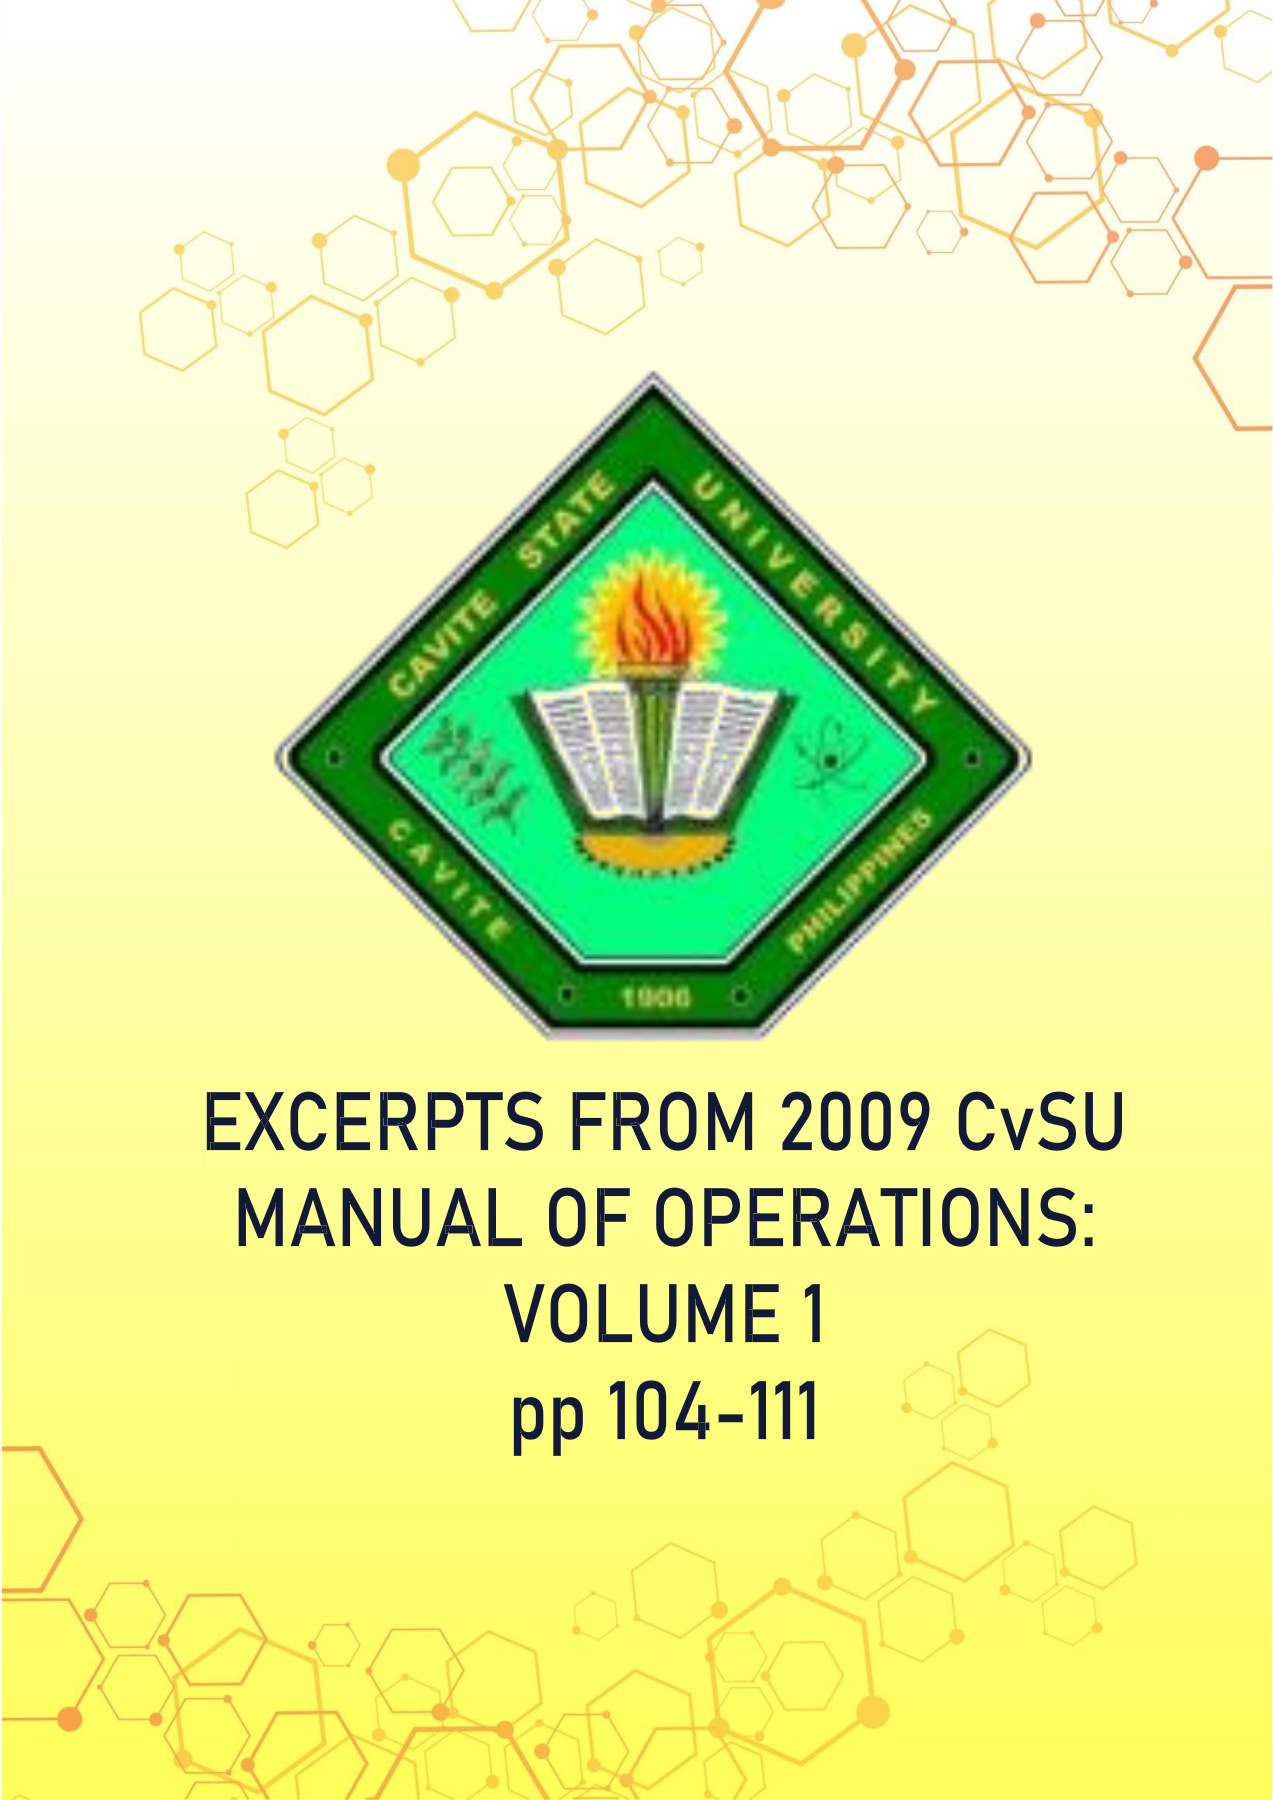 CAVITE STATE UNIVERSITY
CAVITE
PHILIPPINES
1906
EXCERPTS FROM 2009 CvSU
MANUAL OF OPERATIONS:
VOLUME 1
pp 104-111